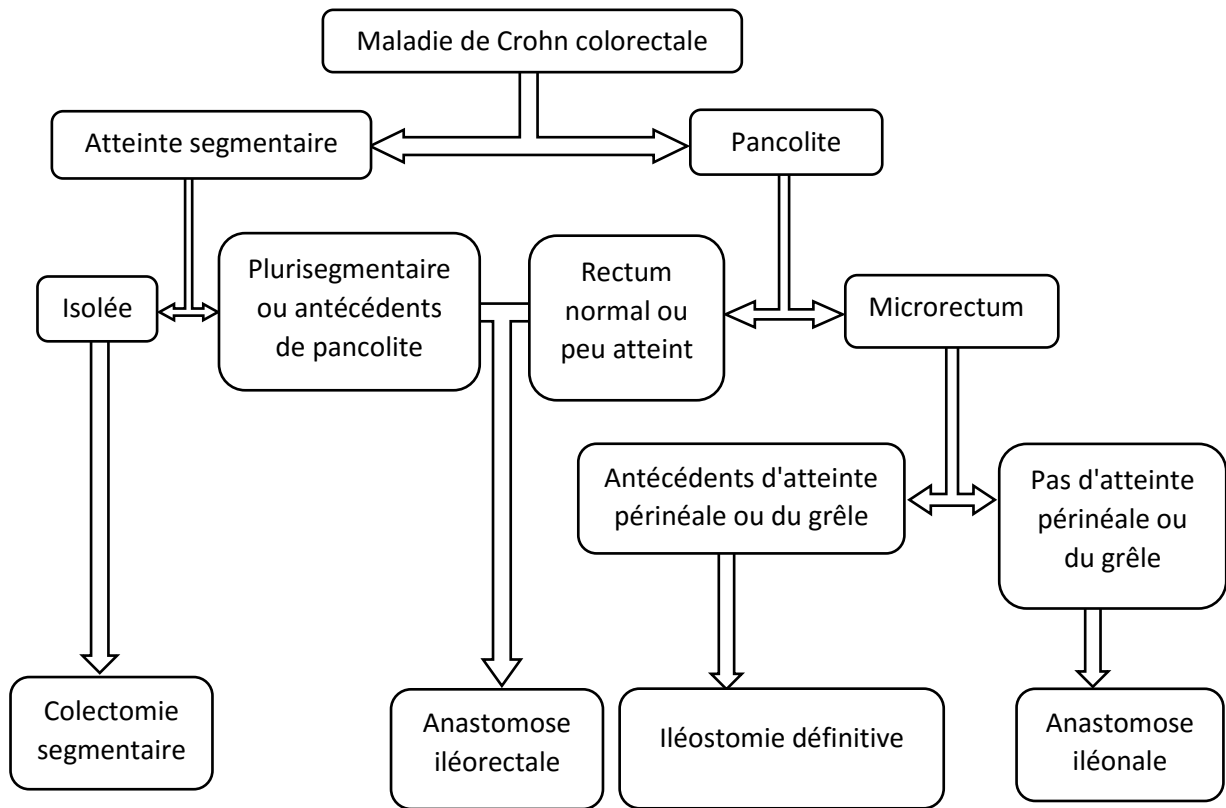 Maladie de Crohn colorectale
Atteinte segmentaire
Pancolite
Isolée
Plurisegmentaire
ou antécédents
de pancolite
Rectum
normal ou
peu atteint
Microrectum
Antécédents d'atteinte
périnéale ou du grêle
Pas d'atteinte
périnéale ou
du grêle
Colectomie
segmentaire
Anastomose
iléorectale
Iléostomie définitive
Anastomose
iléonale